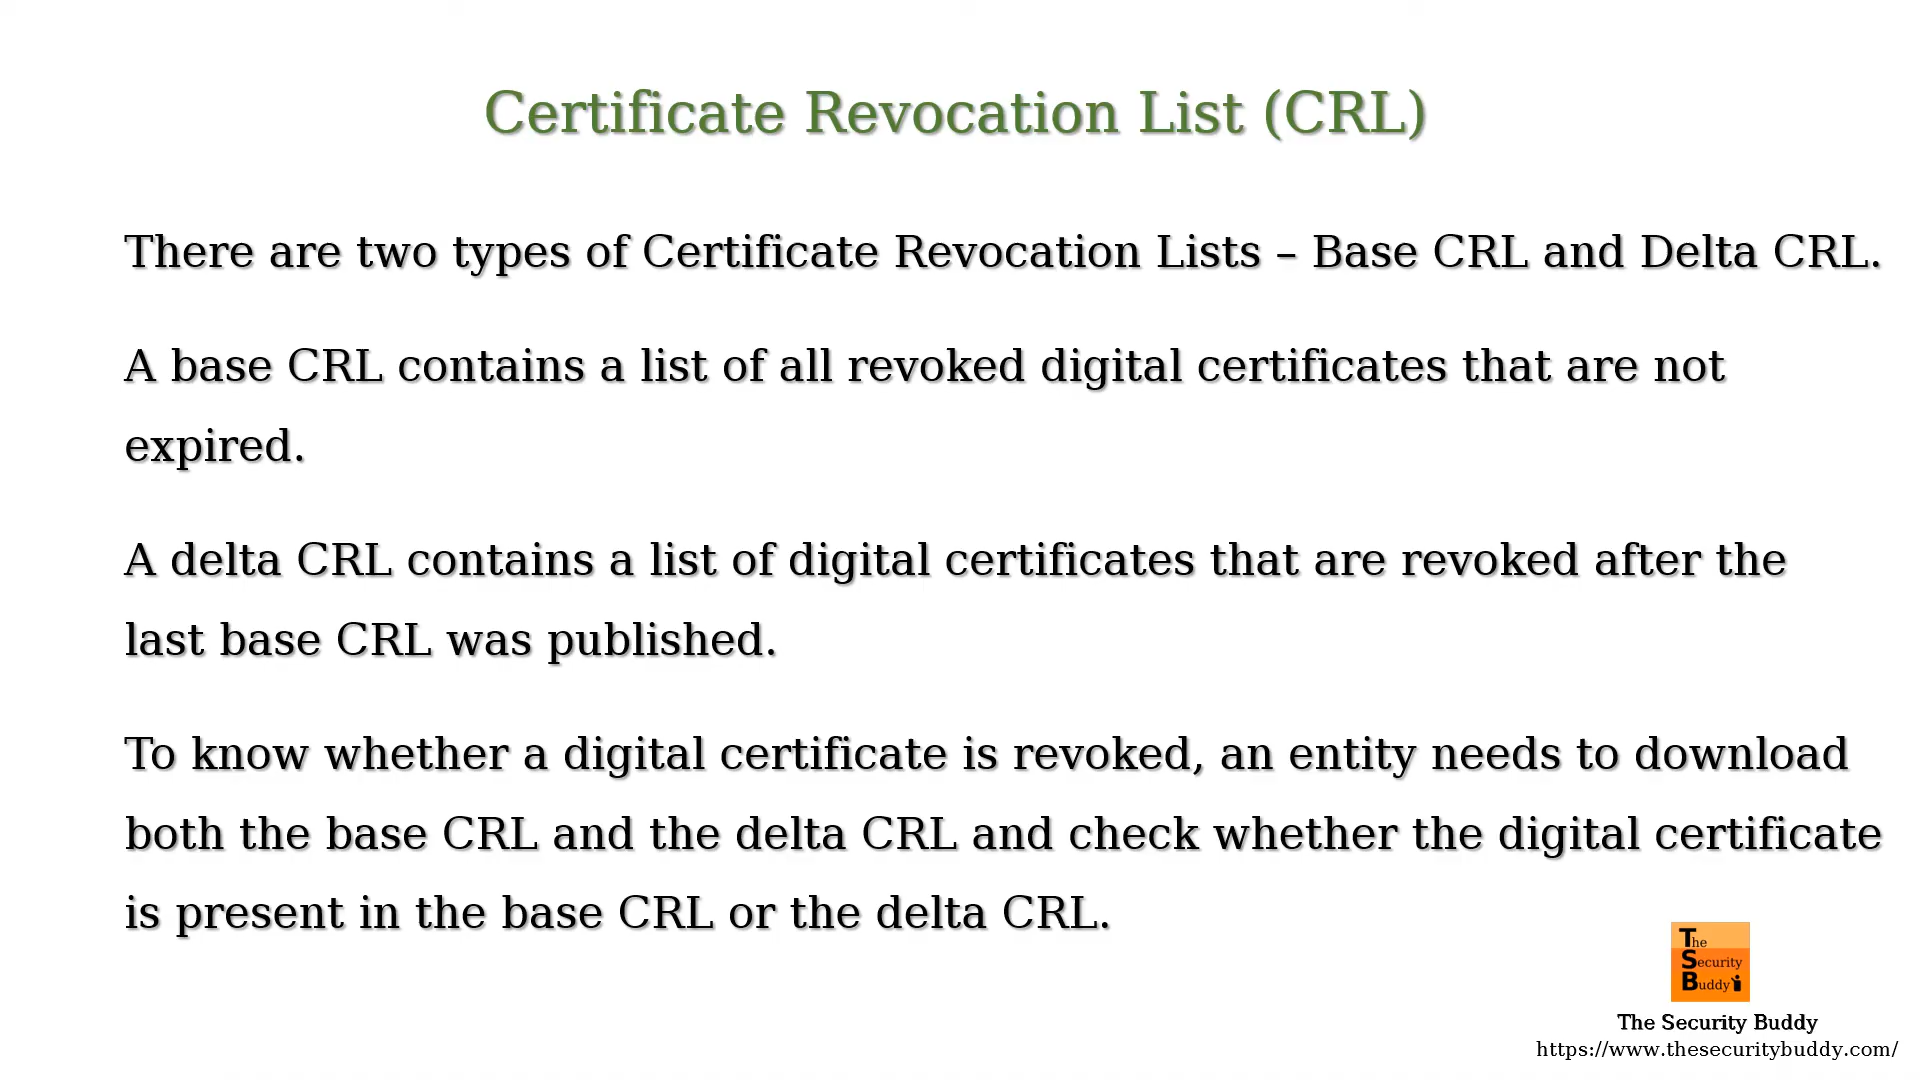 Certificate Revocation List (CRL)
There are two types of Certificate Revocation Lists – Base CRL and Delta CRL.
A base CRL contains a list of all revoked digital certificates that are not
expired.
A delta CRL contains a list of digital certificates that are revoked after the
last base CRL was published.
To know whether a digital certificate is revoked, an entity needs to download
both the base CRL and the delta CRL and check whether the digital certificate
is present in the base CRL or the delta CRL.
The
Security
Buddy
The Security Buddy
https://www.thesecuritybuddy.com/